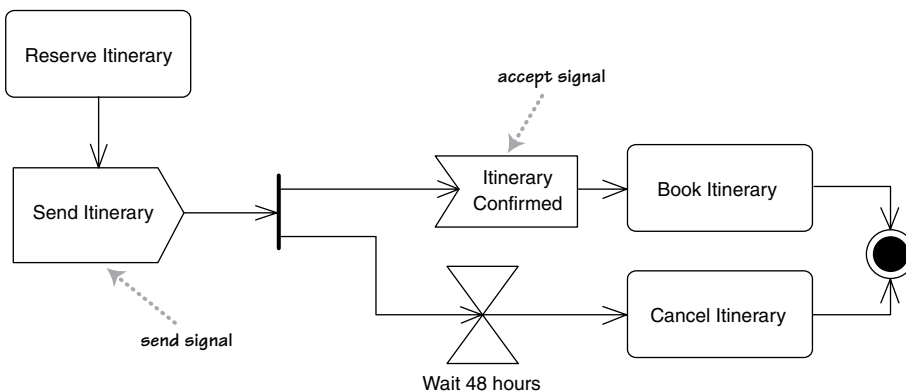 Reserve Itinerary
accept signal
Itinerary
Confirmed
Book Itinerary
Send Itinerary
Cancel Itinerary
send signal
Wait 48 hours